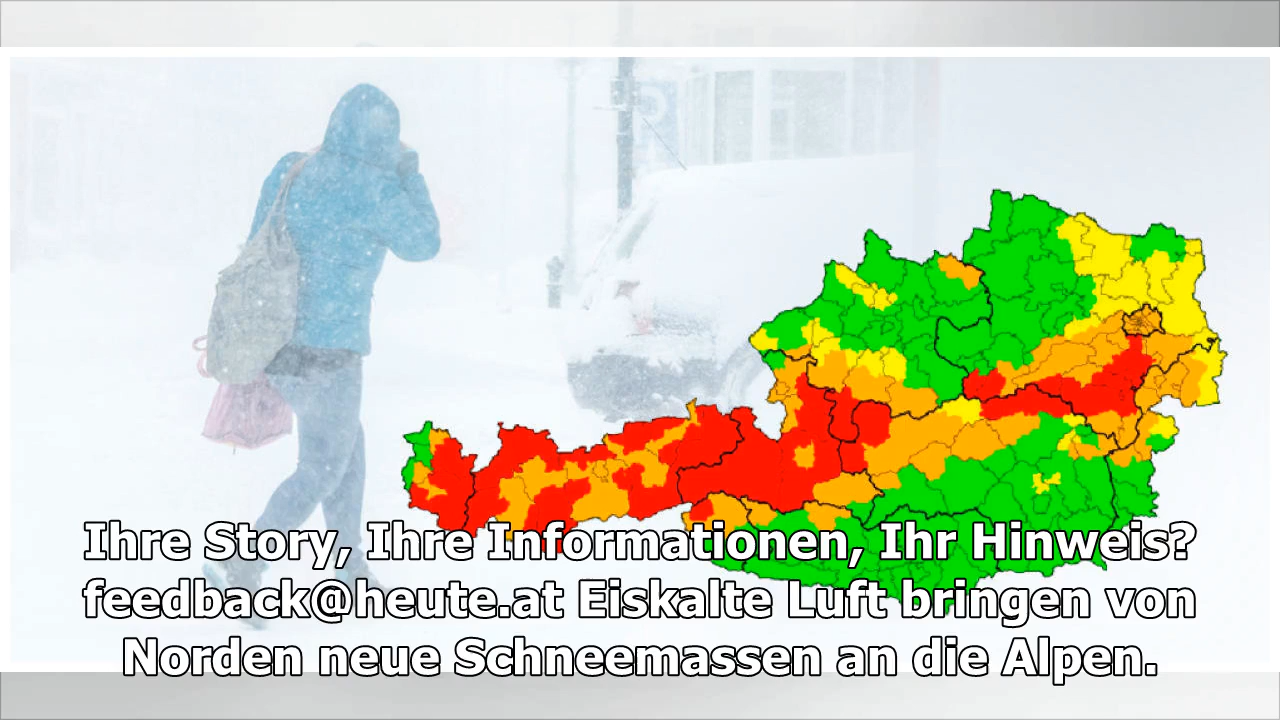 Ihre Story, Ihre Informationen, Ihr Hinweis?
feedback@heute.at Eiskalte Luft bringen von
Norden neue Schneemassen an die Alpen.